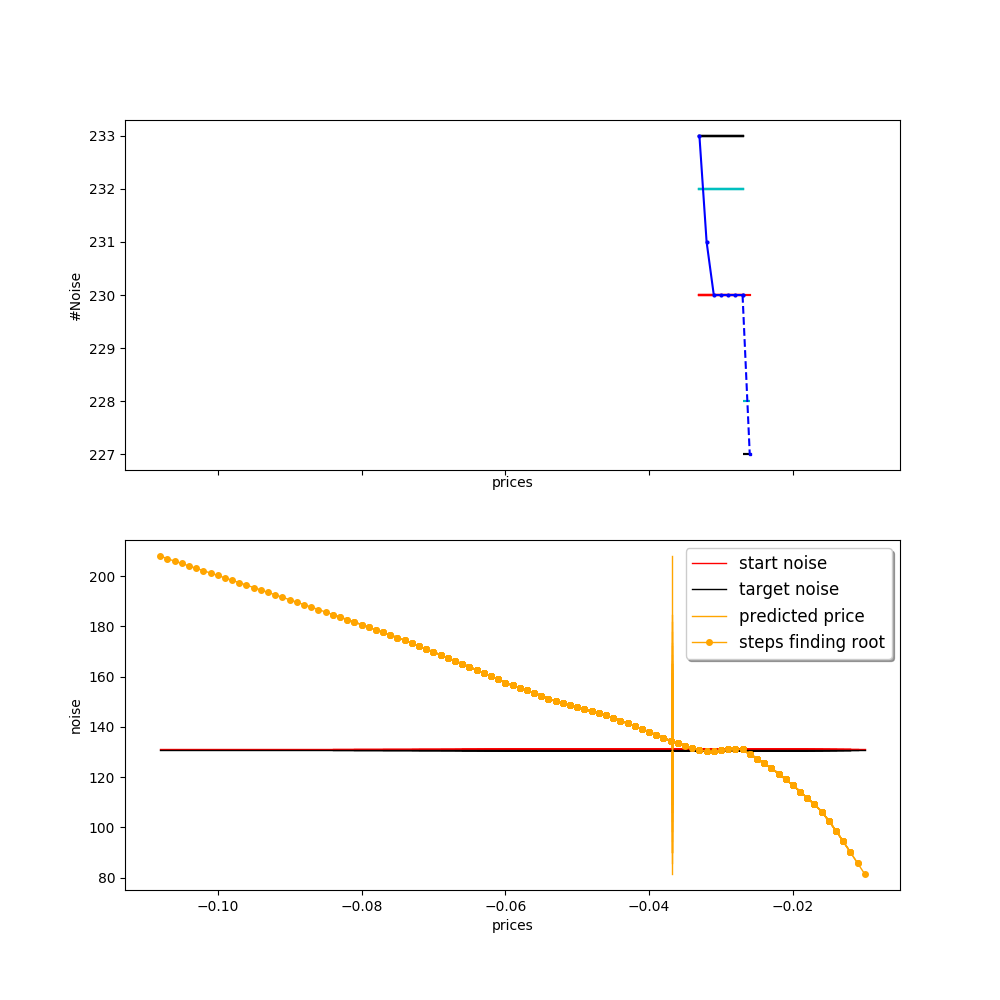 233
232
231
230
229
228
227
#Noise
prices
start noise
target noise
predicted price
steps finding root
200
180
160
140
120
100
80
noise
−0.10
−0.08
−0.06
−0.04
−0.02
prices